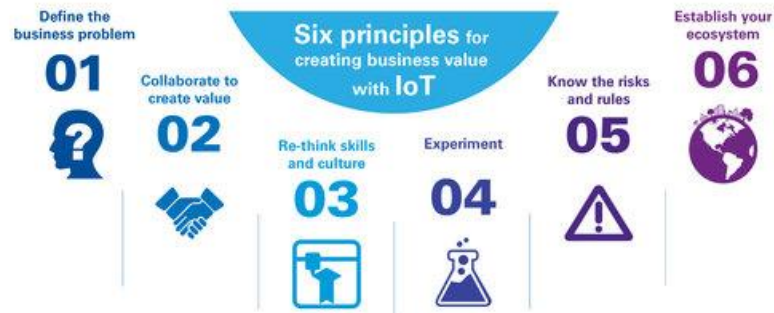 Six principles for
creating business value
with IoT
Define the
business problem
01
?
Collaborate to
create value
02
Re-think skills
and culture
03
Experiment
04
Know the risks
and rules
05
!
Establish your
ecosystem
06